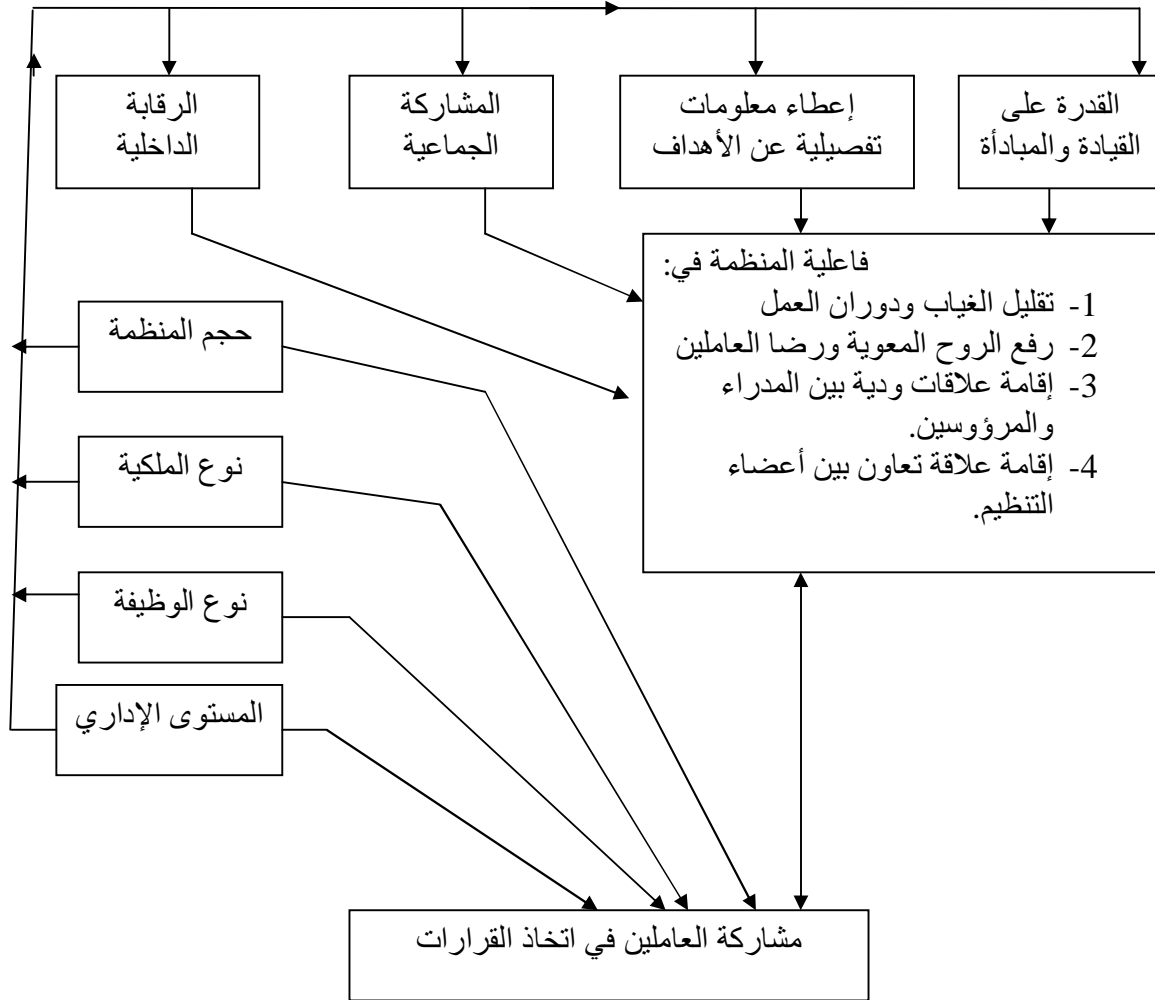 القدرة على
القيادة والمبادأة
إعطاء معلومات
تفصيلية عن الأهداف
المشاركة
الجماعية
الرقابة
الداخلية
فاعلية المنظمة في:
1- تقليل الغياب ودوران العمل
2- رفع الروح المعوية ورضا العاملين
3- إقامة علاقات ودية بين المدراء
والمرؤوسين.
4- إقامة علاقة تعاون بين أعضاء
التنظيم.
حجم المنظمة
نوع الملكية
نوع الوظيفة
المستوى الإداري
مشاركة العاملين في اتخاذ القرارات